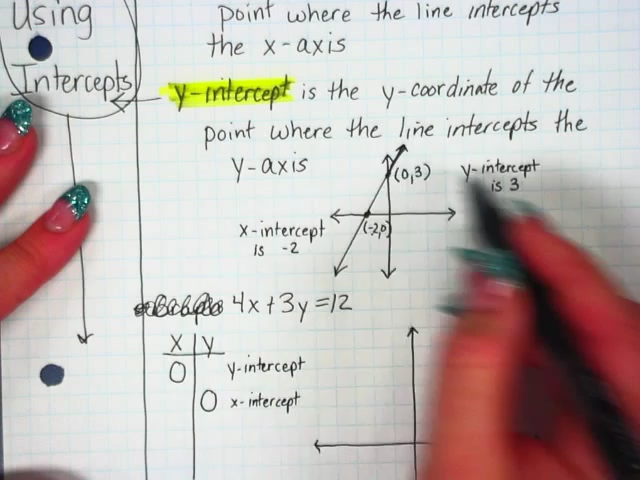 Using
Intercepts
point where the line intercepts
the x-axis
y-intercept is the y-coordinate of the
point where the line intercepts the
y-axis
(0,3)
y-intercept
is 3
x-intercept
is -2
(-2,0)
4x+3y=12
X Y
0 y-intercept
0 x-intercept